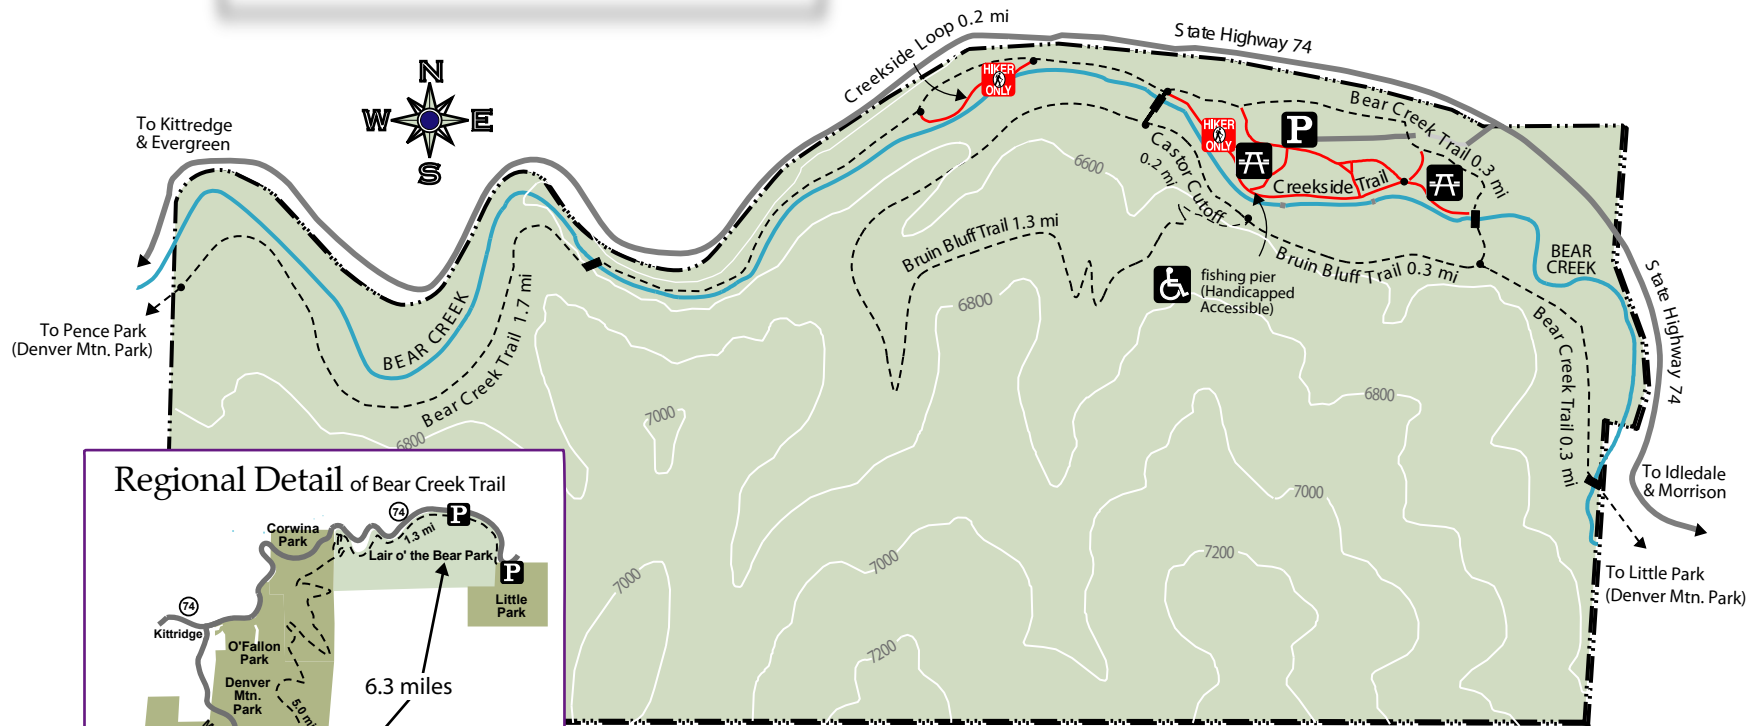 Creekside Loop 0.2 mi
State Highway 74
N
W E
S
HIKER
ONLY
To Kittredge
& Evergreen
Bear Creek Trail 0.3 mi
P
HIKER
ONLY
Castor Cutoff
0.2 mi
6600
Creekside Trail
Bruin Bluff Trail 1.3 mi
Bruin Bluff Trail 0.3 mi
BEAR
CREEK
fishing pier
(Handicapped
Accessible)
State Highway 74
To Pence Park
(Denver Mtn. Park)
BEAR CREEK
Bear Creek Trail 1.7 mi
6800
Bear Creek Trail 0.3 mi
6800
7000
6800
7000
To Idledale
& Morrison
7000
7200
7000
7200
To Little Park
(Denver Mtn. Park)
Regional Detail of Bear Creek Trail
74
P
Corwina
Park
1.3 mi
Lair o' the Bear Park
P
Little
Park
74
Kittridge
O'Fallon
Park
Denver
Mtn.
Park
6.3 miles
5.0 mi